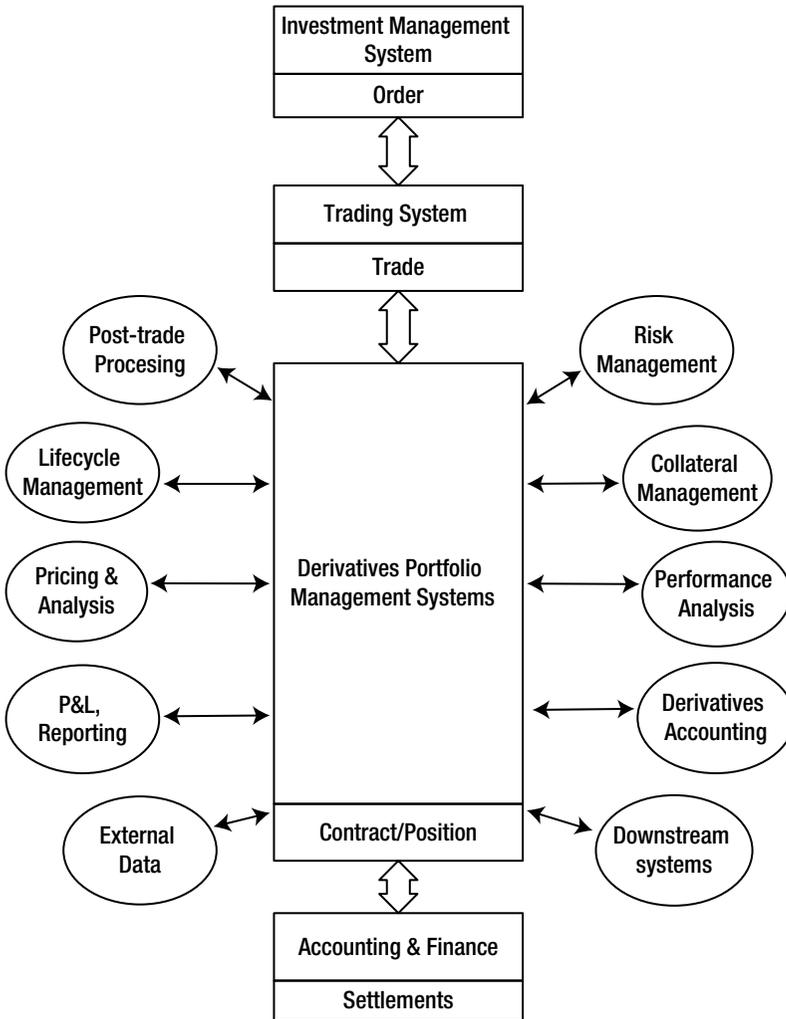 Investment Management
System
Order
Trading System
Trade
Post-trade
Procesing
Risk
Management
Lifecycle
Management
Collateral
Management
Derivatives Portfolio
Management Systems
Pricing &
Analysis
Performance
Analysis
P&L,
Reporting
Derivatives
Accounting
External
Data
Contract/Position
Downstream
systems
Accounting & Finance
Settlements